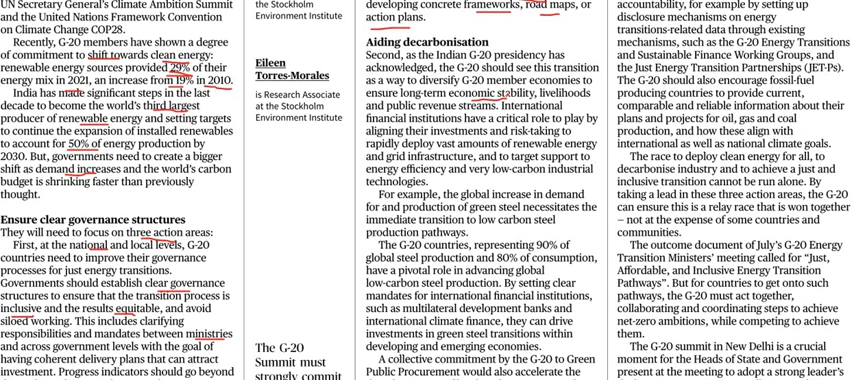 UN Secretary General's Climate Ambition Summit
and the United Nations Framework Convention
on Climate Change COP28.
Recently, G-20 members have shown a degree
of commitment to shift towards clean energy:
renewable energy sources provided 29% of their
energy mix in 2021, an increase from 19% in 2010.
India has made significant steps in the last
decade to become the world's third largest
producer of renewable energy and setting targets
to continue the expansion of installed renewables
to account for 50% of energy production by
2030. But, governments need to create a bigger
shift as demand increases and the world's carbon
budget is shrinking faster than previously
thought.
Ensure clear governance structures
They will need to focus on three action areas:
First, at the national and local levels, G-20
countries need to improve their governance
processes for just energy transitions.
Governments should establish clear governance
structures to ensure that the transition process is
inclusive and the results equitable, and avoid
siloed working. This includes clarifying
responsibilities and mandates between ministries
and across government levels with the goal of
having coherent delivery plans that can attract
investment. Progress indicators should go beyond
the Stockholm
Environment Institute
Eileen
Torres-Morales
is Research Associate
at the Stockholm
Environment Institute
The G-20
Summit must
strongly commit
developing concrete frameworks, road maps, or
action plans.
Aiding decarbonisation
Second, as the Indian G-20 presidency has
acknowledged, the G-20 should see this transition
as a way to diversify G-20 member economies to
ensure long-term economic stability, livelihoods
and public revenue streams. International
financial institutions have a critical role to play by
aligning their investments and risk-taking to
rapidly deploy vast amounts of renewable energy
and grid infrastructure, and to target support to
energy efficiency and very low-carbon industrial
technologies.
For example, the global increase in demand
for and production of green steel necessitates the
immediate transition to low carbon steel
production pathways.
The G-20 countries, representing 90% of
global steel production and 80% of consumption,
have a pivotal role in advancing global
low-carbon steel production. By setting clear
mandates for international financial institutions,
such as multilateral development banks and
international climate finance, they can drive
investments in green steel transitions within
developing and emerging economies.
A collective commitment by the G-20 to Green
Public Procurement would also accelerate the
accountability, for example by setting up
disclosure mechanisms on energy
transitions-related data through existing
mechanisms, such as the G-20 Energy Transitions
and Sustainable Finance Working Groups, and
the Just Energy Transition Partnerships (JET-Ps).
The G-20 should also encourage fossil-fuel
producing countries to provide current,
comparable and reliable information about their
plans and projects for oil, gas and coal
production, and how these align with
international as well as national climate goals.
The race to deploy clean energy for all, to
decarbonise industry and to achieve a just and
inclusive transition cannot be run alone. By
taking a lead in these three action areas, the G-20
can ensure this is a relay race that is won together
— not at the expense of some countries and
communities.
The outcome document of July's G-20 Energy
Transition Ministers' meeting called for "Just,
Affordable, and Inclusive Energy Transition
Pathways". But for countries to get onto such
pathways, the G-20 must act together,
collaborating and coordinating steps to achieve
net-zero ambitions, while competing to achieve
them.
The G-20 summit in New Delhi is a crucial
moment for the Heads of State and Government
present at the meeting to adopt a strong leader's